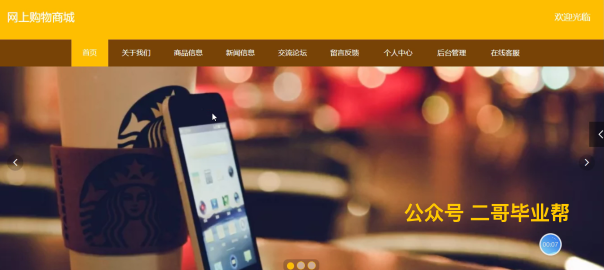 网上购物商城
欢迎光临
首页 关于我们 商品信息 新闻信息 交流论坛 留言反馈 个人中心 后台管理 在线客服
公众号 二哥毕业帮
00:07